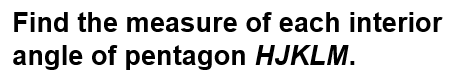 Find the measure of each interior
angle of pentagon HJKLM.